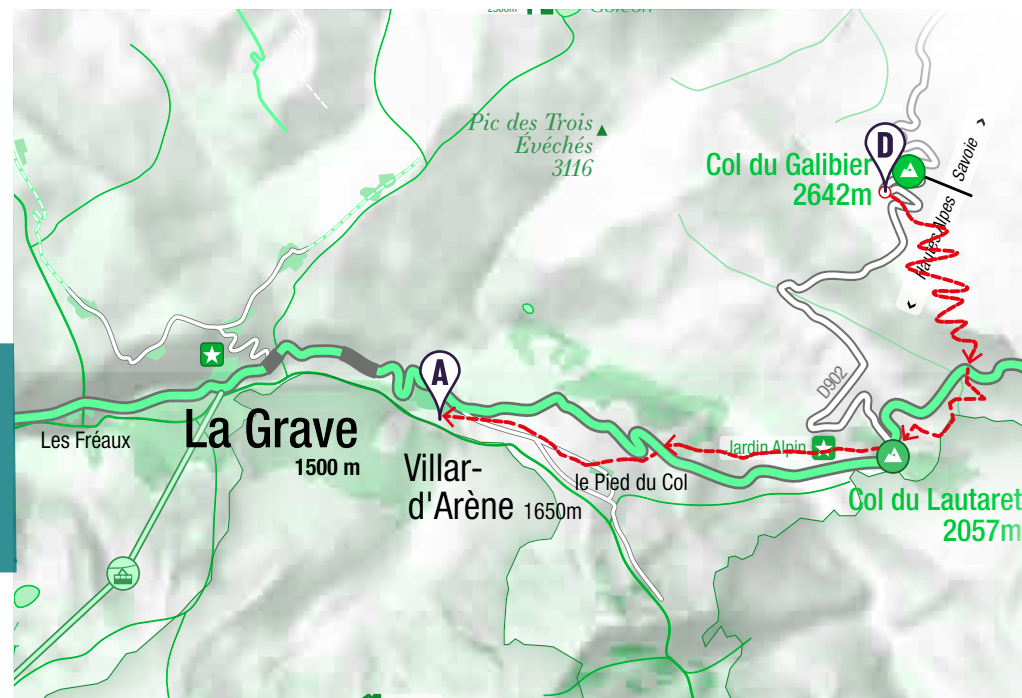 Pic des Trois
Évéchés
3116
D
Col du Galibier
2642m
Savoie
Hautes Alpes
D902
A
La Grave
1500 m
Les Fréaux
Villar-
d'Arène 1650m
Jardin Alpin
le Pied du Col
Col du Lautaret
2057m